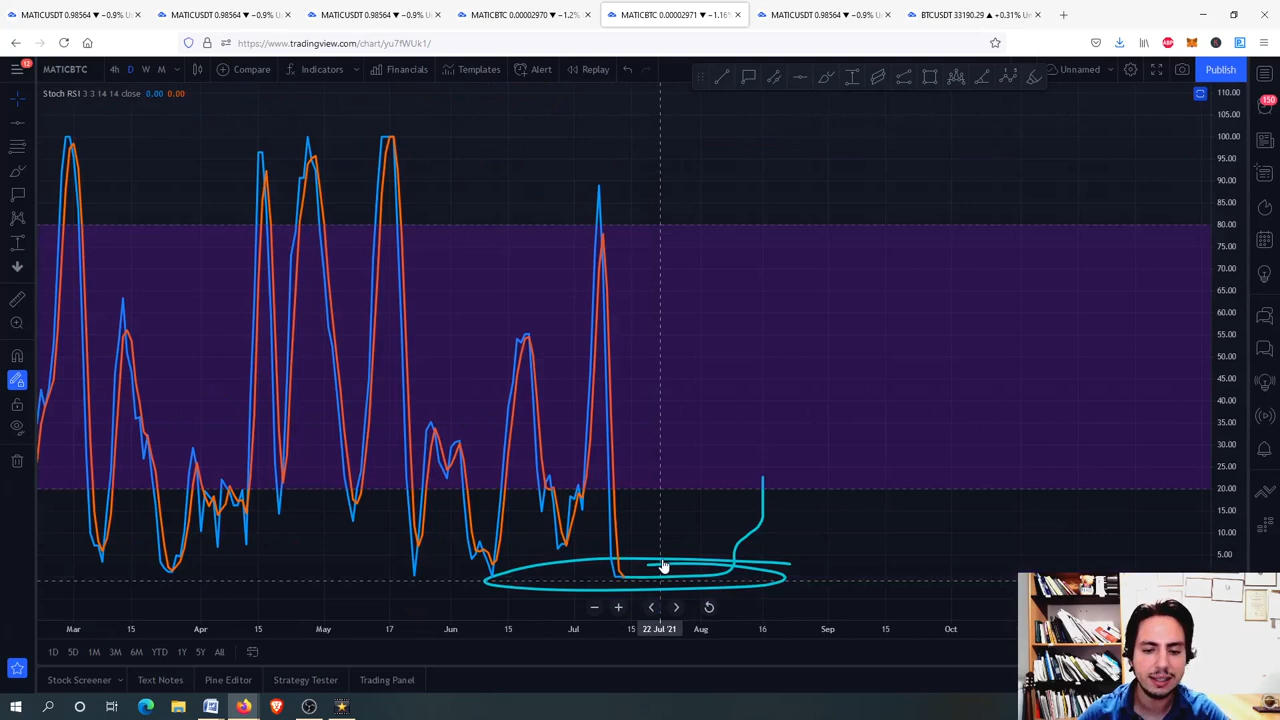 MATICUSDT 0.98564 ▼ −0.9% Un
MATICUSDT 0.98564 ▼ −0.9% Un
MATICUSDT 0.98564 ▼ −0.9% Un
MATICBTC 0.00002970 ▼ −1.2%
MATICBTC 0.00002971 ▼ −1.16%
MATICUSDT 0.98564 ▼ −0.9% Un
BTCUSDT 33190.29 ▲ +0.31% Un
https://www.tradingview.com/chart/yu7fWUk1/
12
MATICBTC
4h
D
W
M
Compare
Indicators
Financials
Templates
Alert
Replay
Unnamed
Publish
Stoch RSI 3 3 14 14 close 0.00 0.00
150
110.00
105.00
100.00
95.00
90.00
85.00
80.00
75.00
70.00
65.00
60.00
55.00
50.00
45.00
40.00
35.00
30.00
25.00
20.00
15.00
10.00
5.00
Mar
15
Apr
15
May
17
Jun
15
Jul
15
22 Jul '21
Aug
16
Sep
15
Oct
1D
5D
1M
3M
6M
YTD
1Y
5Y
All
Stock Screener
Text Notes
Pine Editor
Strategy Tester
Trading Panel